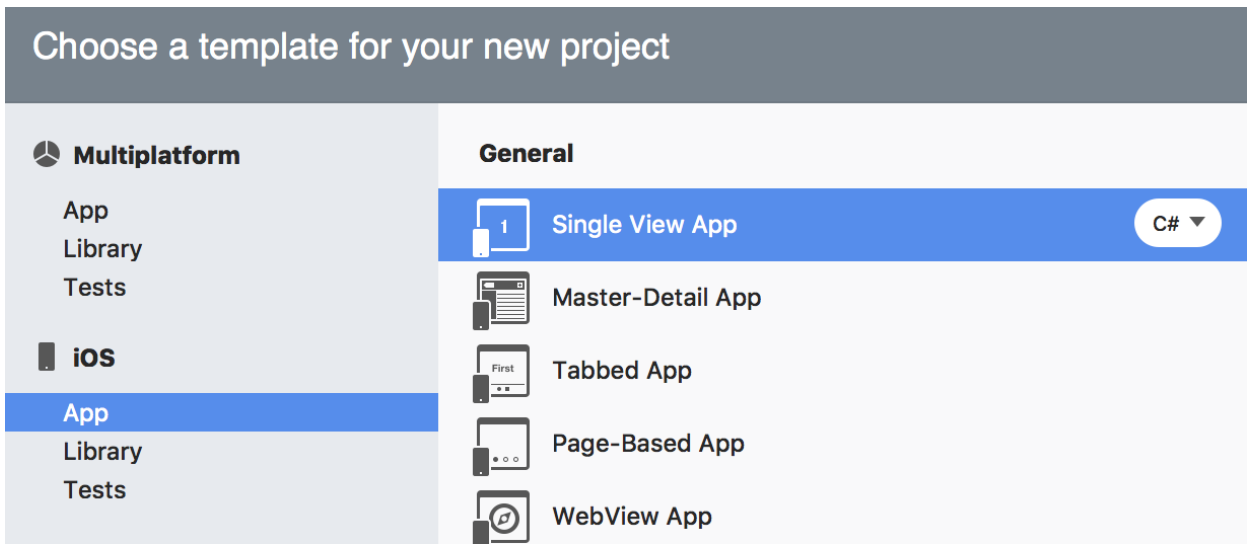 Choose a template for your new project
Multiplatform
App
Library
Tests
iOS
App
Library
Tests
General
1
Single View App
C#
Master-Detail App
First
Tabbed App
Page-Based App
WebView App